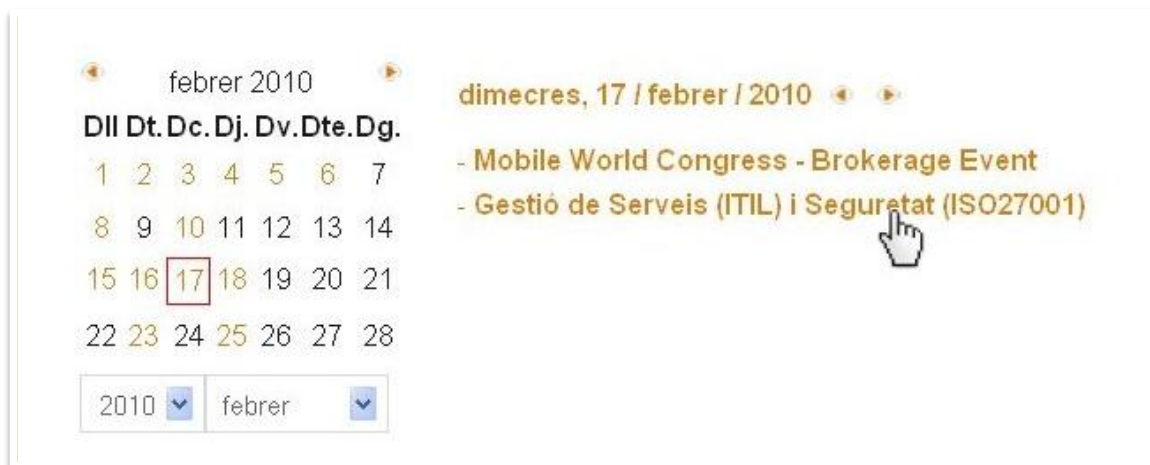 febrer 2010
Dll Dt. Dc. Dj. Dv. Dte. Dg.
1 2 3 4 5 6 7
8 9 10 11 12 13 14
15 16 17 18 19 20 21
22 23 24 25 26 27 28
2010 febrer
dimecres, 17 / febrer / 2010
- Mobile World Congress - Brokerage Event
- Gestió de Serveis (ITIL) i Seguretat (ISO27001)